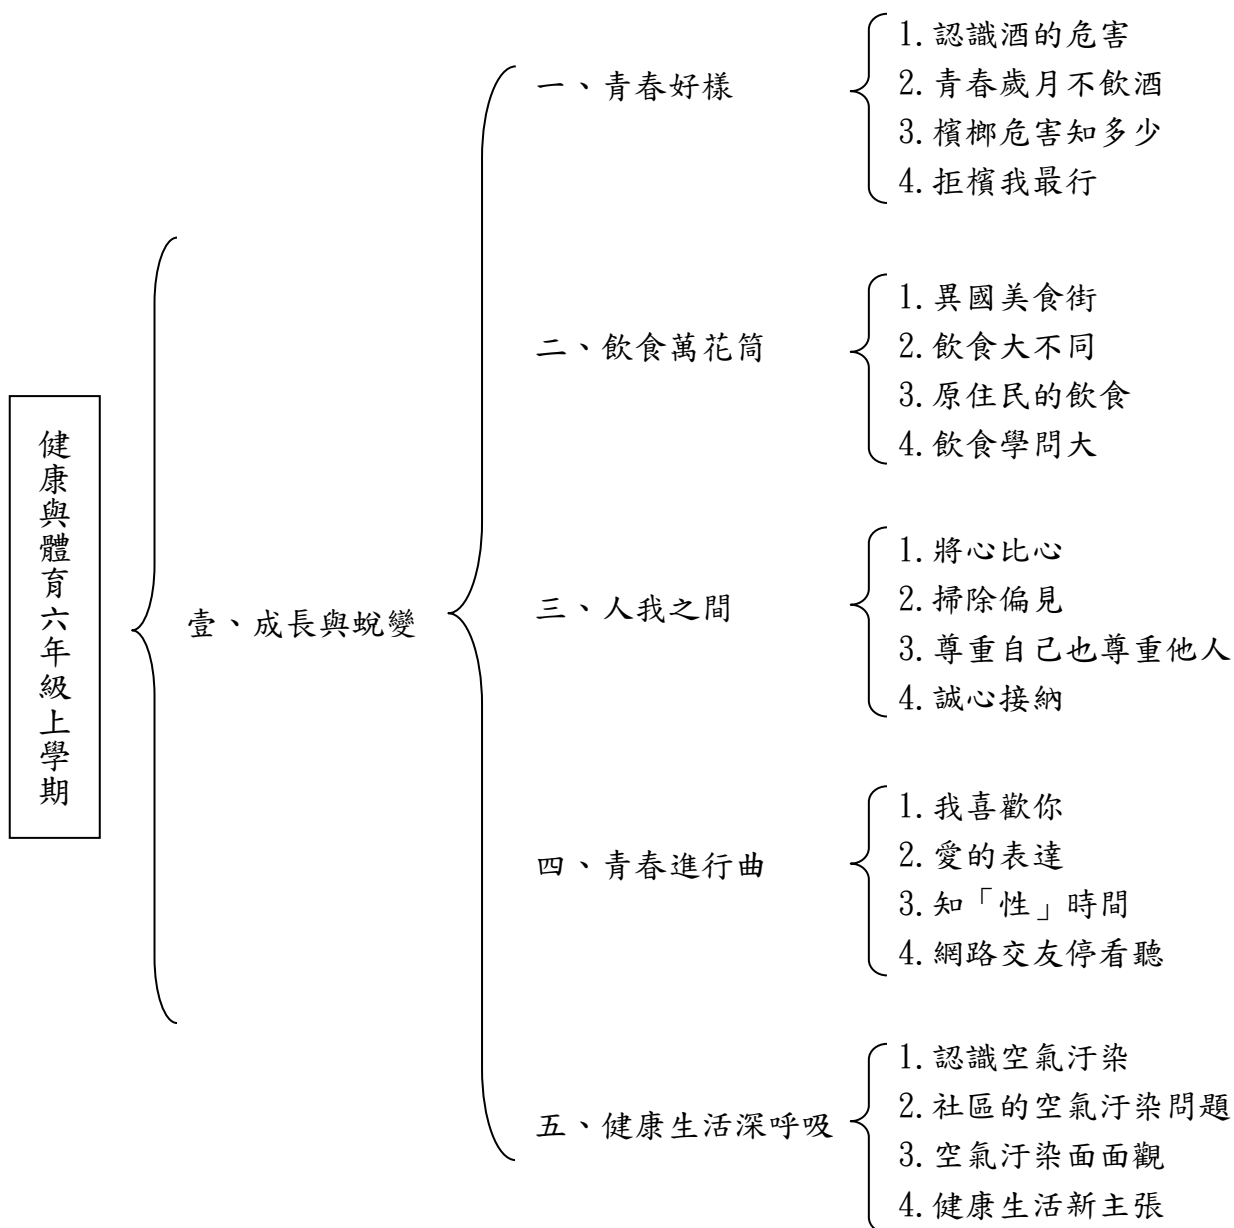 健康與體育六年級上學期
壹、成長與蛻變
一、青春好樣
1.認識酒的危害
2.青春歲月不飲酒
3.檳榔危害知多少
4.拒檳我最行
二、飲食萬花筒
1.異國美食街
2.飲食大不同
3.原住民的飲食
4.飲食學問大
三、人我之間
1.將心比心
2.掃除偏見
3.尊重自己也尊重他人
4.誠心接納
四、青春進行曲
1.我喜歡你
2.愛的表達
3.知「性」時間
4.網路交友停看聽
五、健康生活深呼吸
1.認識空氣汙染
2.社區的空氣汙染問題
3.空氣汙染面面觀
4.健康生活新主張